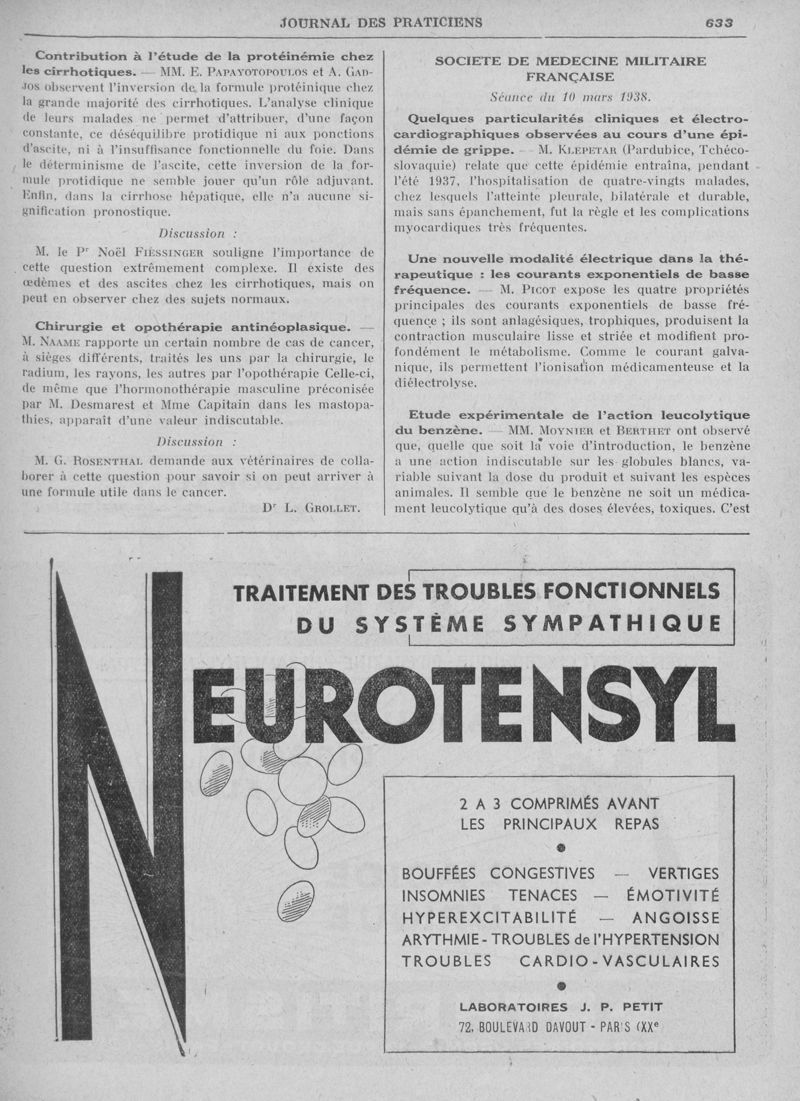 JOURNAL DES PRATICIENS 633
Contribution à l'étude de la protéinémie chez
les cirrhotiques. — MM. E. PAPAYOTOPOULOS et A. GAD-
JOS observent l'inversion de la formule protéinique chez
la grande majorité des cirrhotiques. L'analyse clinique
de leurs malades ne permet d'attribuer, d'une façon
constante, ce déséquilibre protidique ni aux ponctions
d'ascite, ni à l'insuffisance fonctionnelle du foie. Dans
le déterminisme de l'ascite, cette inversion de la for-
mule protidique ne semble jouer qu'un rôle adjuvant.
Enfin, dans la cirrhose hépatique, elle n'a aucune si-
gnification pronostique.
Discussion :
M. le Pr Noël FIESSINGER souligne l'importance de
cette question extrêmement complexe. Il existe des
œdèmes et des ascites chez les cirrhotiques, mais on
peut en observer chez des sujets normaux.
Chirurgie et opothérapie antinéoplasique. —
M. NAAME rapporte un certain nombre de cas de cancer,
à sièges différents, traités les uns par la chirurgie, le
radium, les rayons, les autres par l'opothérapie Celle-ci,
de même que l'hormonothérapie masculine préconisée
par M. Desmarest et Mme Capitain dans les mastopa-
thies, apparaît d'une valeur indiscutable.
Discussion :
M. G. ROSENTHAL demande aux vétérinaires de colla-
borer à cette question pour savoir si on peut arriver à
une formule utile dans le cancer.
Dr L. GROLLET.
SOCIETE DE MEDECINE MILITAIRE
FRANÇAISE
Séance du 10 mars 1938.
Quelques particularités cliniques et électro-
cardiographiques observées au cours d'une épi-
démie de grippe. — M. KLEPETAR (Pardubice, Tchéco-
slovaquie) relate que cette épidémie entraîna, pendant
l'été 1937, l'hospitalisation de quatre-vingts malades,
chez lesquels l'atteinte pleurale, bilatérale et durable,
mais sans épanchement, fut la règle et les complications
myocardiques très fréquentes.
Une nouvelle modalité électrique dans la thé-
rapeutique : les courants exponentiels de basse
fréquence. — M. PICOT expose les quatre propriétés
principales des courants exponentiels de basse fré-
quence ; ils sont anlagésiques, trophiques, produisent la
contraction musculaire lisse et striée et modifient pro-
fondément le métabolisme. Comme le courant galva-
nique, ils permettent l'ionisation médicamenteuse et la
diélectrolyse.
Etude expérimentale de l'action leucolytique
du benzène. — MM. MOYNIER et BERTHET ont observé
que, quelle que soit la voie d'introduction, le benzène
a une action indiscutable sur les globules blancs, va-
riable suivant la dose du produit et suivant les espèces
animales. Il semble que le benzène ne soit un médica-
ment leucolytique qu'à des doses élevées, toxiques. C'est
TRAITEMENT DES TROUBLES FONCTIONNELS
DU SYSTÈME SYMPATHIQUE
NEUROTENSYL
2 A 3 COMPRIMÉS AVANT
LES PRINCIPAUX REPAS
BOUFFÉES CONGESTIVES — VERTIGES
INSOMNIES TENACES — ÉMOTIVITÉ
HYPEREXCITABILITÉ — ANGOISSE
ARYTHMIE - TROUBLES de l'HYPERTENSION
TROUBLES CARDIO-VASCULAIRES
LABORATOIRES J. P. PETIT
72, BOULEVARD DAVOUT - PARIS (XXe